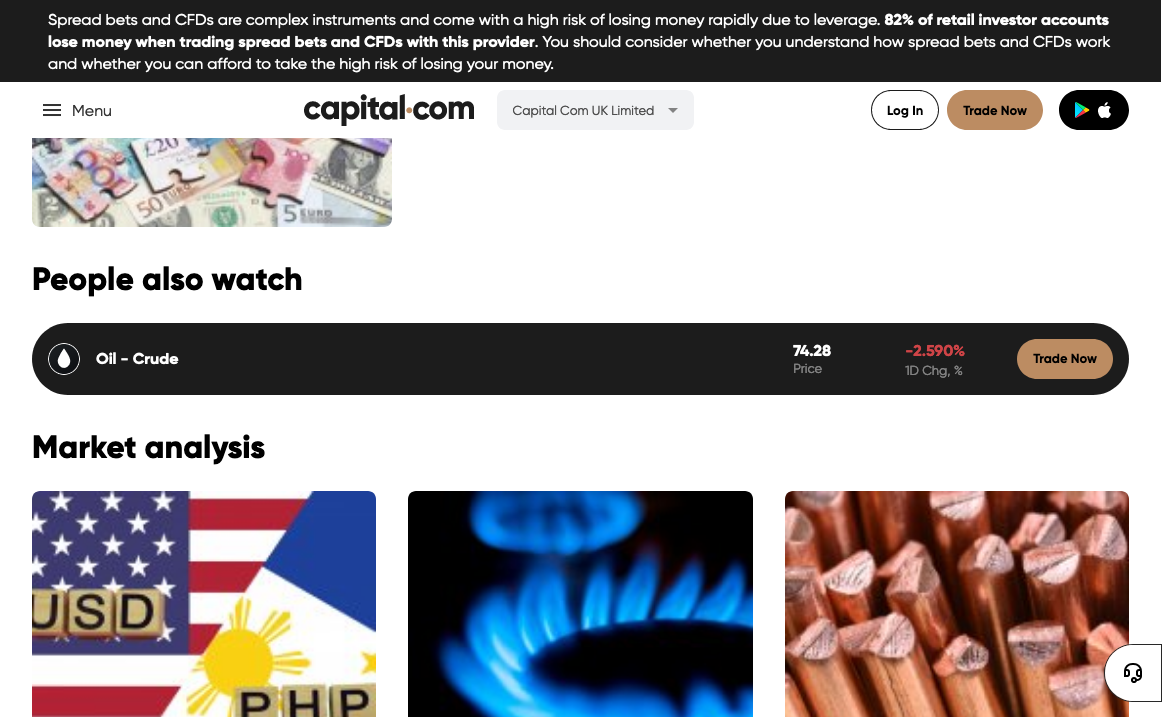 Spread bets and CFDs are complex instruments and come with a high risk of losing money rapidly due to leverage. 82% of retail investor accounts
lose money when trading spread bets and CFDs with this provider. You should consider whether you understand how spread bets and CFDs work
and whether you can afford to take the high risk of losing your money.
Menu
capital.com
Capital Com UK Limited
Log In
Trade Now
£20
50 EURO
5 EURO
People also watch
Oil - Crude
74.28
Price
-2.590%
1D Chg, %
Trade Now
Market analysis
USD
PHP